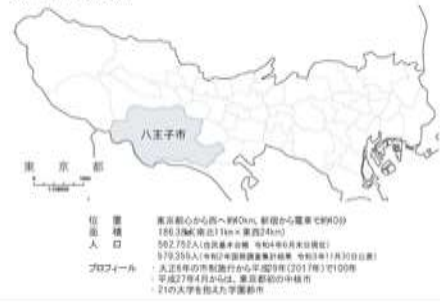 八王子市
東京都
位置 東京都心から西へ約40km、新宿から電車で約40分
面積 186.38km²(南北11km×東西24km)
人口 562,752人(住民基本台帳 令和4年6月末日現在)
579,355人(令和2年国勢調査集計結果 令和3年11月30日公表)
プロフィール ・大正6年の市制施行から平成29年(2017年)で100年
・平成27年4月からは、東京都初の中核市
・21の大学を抱えた学園都市